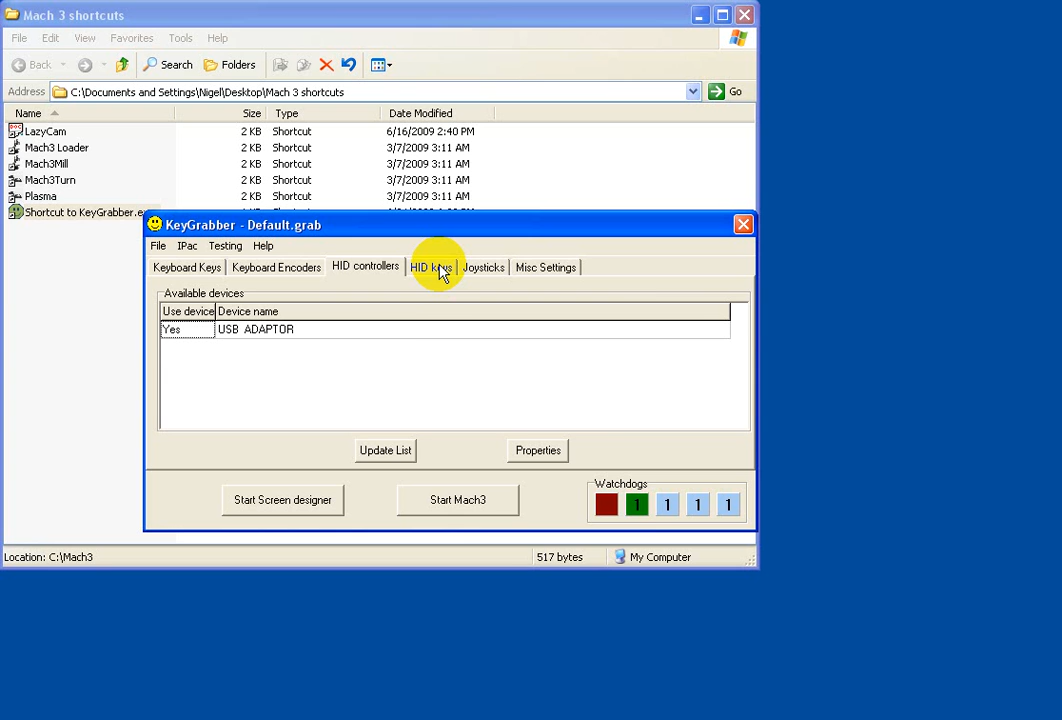 Mach 3 shortcuts
File Edit View Favorites Tools Help
Back Search Folders
Address C:\Documents and Settings\Nigel\Desktop\Mach 3 shortcuts Go
Name Size Type Date Modified
LazyCam 2 KB Shortcut 6/16/2009 2:40 PM
Mach3 Loader 2 KB Shortcut 3/7/2009 3:11 AM
Mach3Mill 2 KB Shortcut 3/7/2009 3:11 AM
Mach3Turn 2 KB Shortcut 3/7/2009 3:11 AM
Plasma 2 KB Shortcut 3/7/2009 3:11 AM
Shortcut to KeyGrabber.e
KeyGrabber - Default.grab
File IPac Testing Help
Keyboard Keys Keyboard Encoders HID controllers HID keys Joysticks Misc Settings
Available devices
Use device Device name
Yes USB ADAPTOR
Update List Properties
Start Screen designer Start Mach3 Watchdogs
1 1 1 1
Location: C:\Mach3 517 bytes My Computer